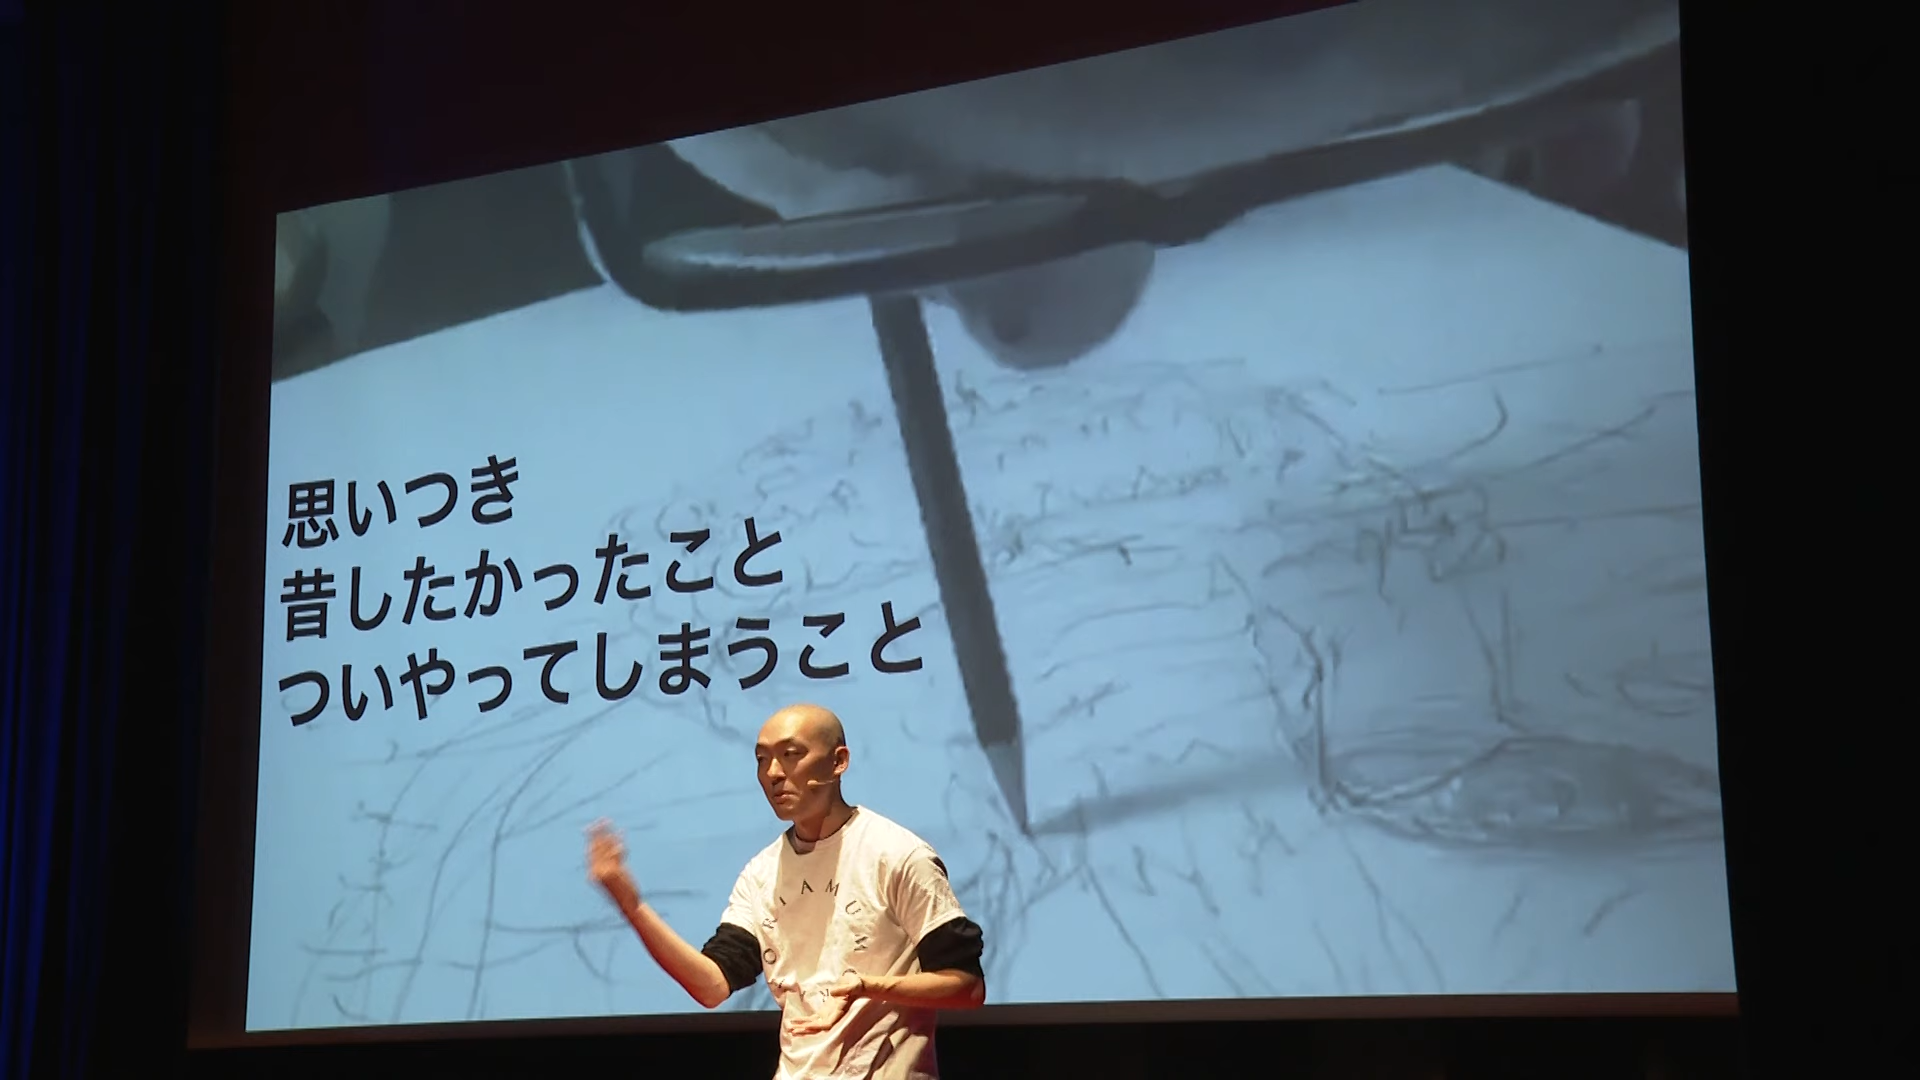 思いつき
昔したかったこと
ついやってしまうこと